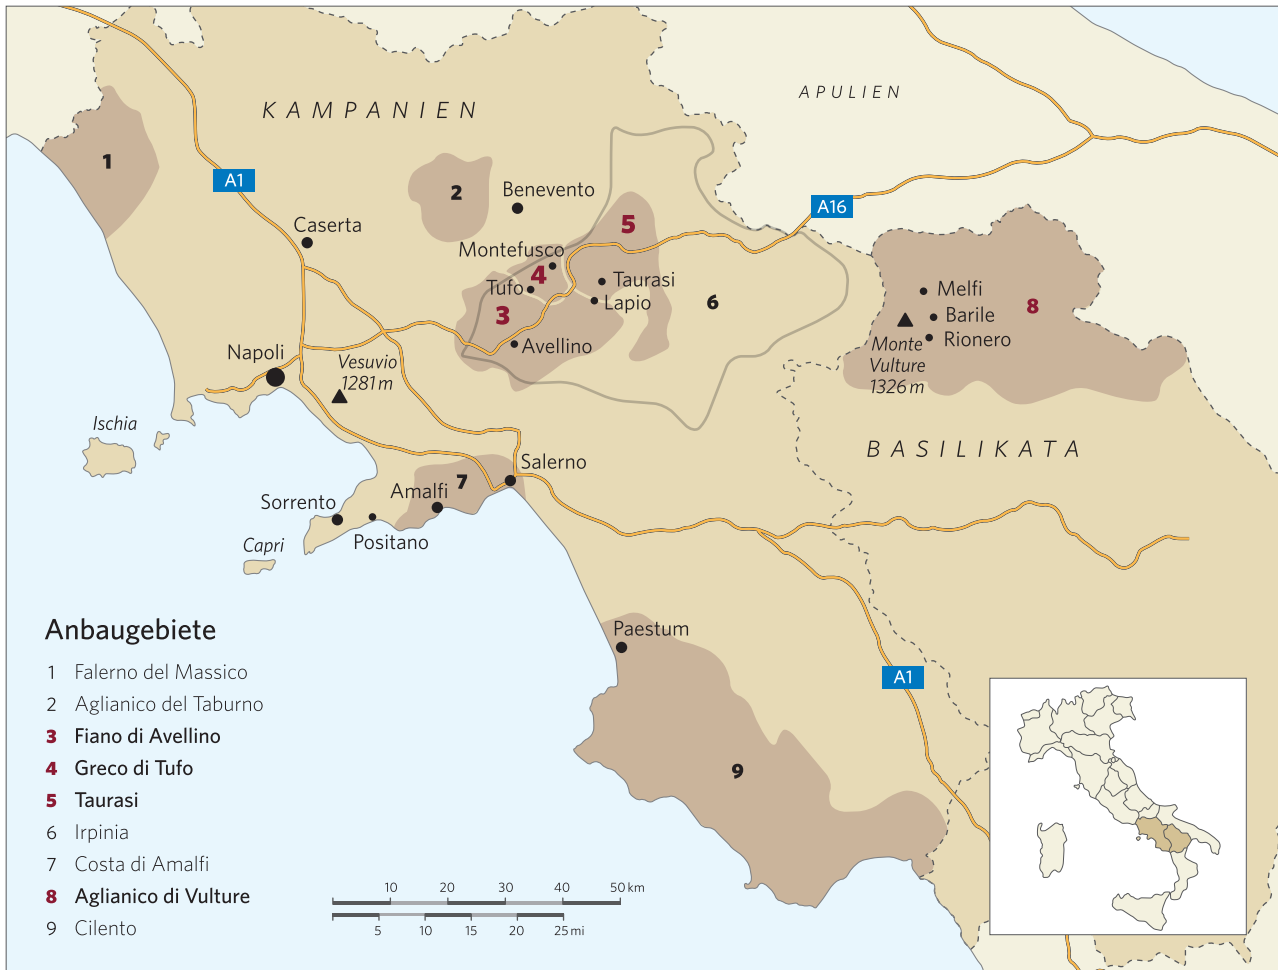 KAMPANIEN
APULIEN
1
A1
2
Benevento
5
A16
Caserta
Montefusco
4
Tufo
Taurasi
Lapio
6
3
Avellino
Melfi
8
Barile
Rionero
Monte
Vulture
1326 m
Napoli
Vesuvio
1281 m
Ischia
BASILIKATA
Salerno
7
Amalfi
Sorrento
Positano
Capri
Paestum
A1
9
Anbaugebiete
1 Falerno del Massico
2 Aglianico del Taburno
3 Fiano di Avellino
4 Greco di Tufo
5 Taurasi
6 Irpinia
7 Costa di Amalfi
8 Aglianico di Vulture
9 Cilento
10 20 30 40 50 km
5 10 15 20 25 mi